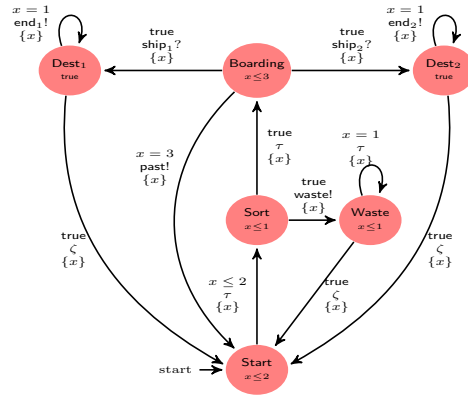 x = 1
end₁!
{x}
true
ship₁?
{x}
true
ship₂?
{x}
x = 1
end₂!
{x}
Dest₁
true
Boarding
x≤3
Dest₂
true
x = 3
past!
{x}
true
τ
{x}
x = 1
τ
{x}
true
waste!
{x}
Sort
x≤1
Waste
x≤1
true
ζ
{x}
x ≤ 2
τ
{x}
true
ζ
{x}
true
ζ
{x}
start
Start
x≤2